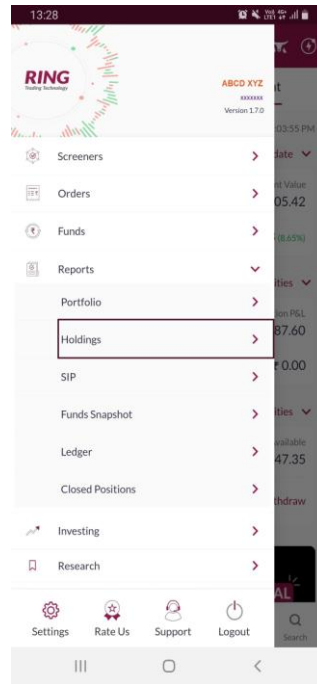 13:28
RING
Trading Technology
ABCD XYZ
xxxxxxx
Version 1.7.0
:03:55 PM
Screeners
date
nt Value
Orders
05.42
Funds
(8.65%)
Reports
ities
Portfolio
ion P&L
Holdings
87.60
SIP
₹ 0.00
Funds Snapshot
ities
Ledger
vailable
47.35
Closed Positions
thdraw
Investing
Research
AL
Settings
Rate Us
Support
Logout
Search